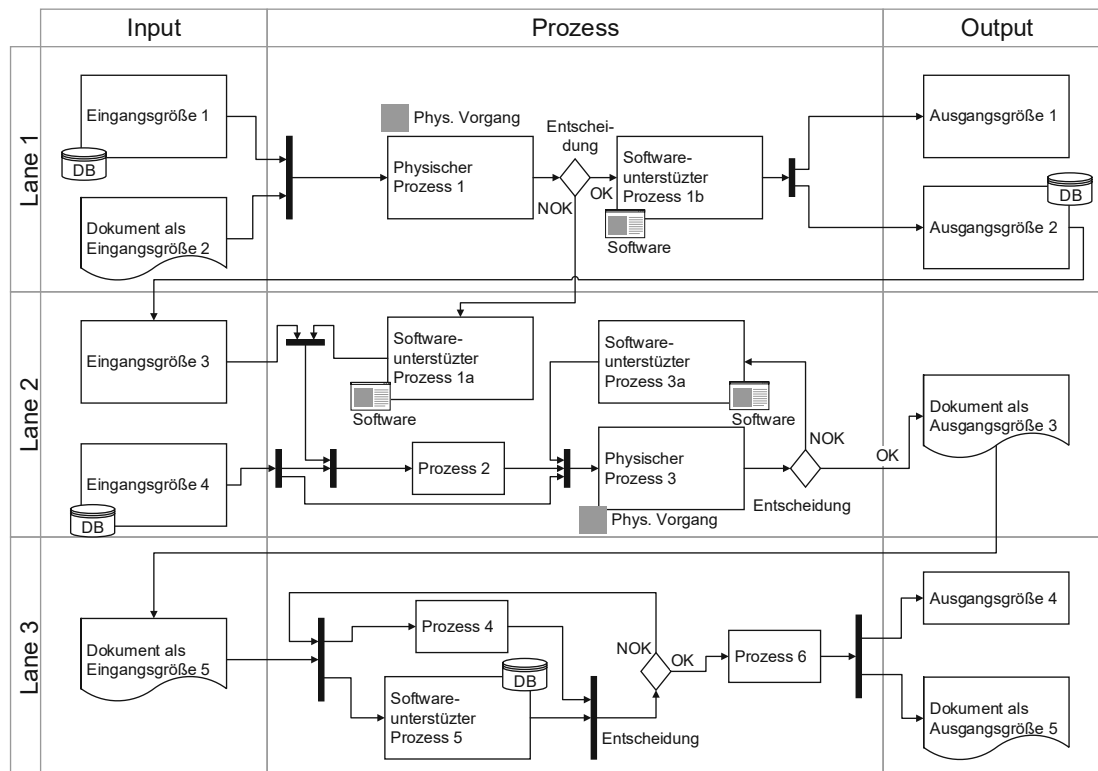 Input
Prozess
Output
Lane 1
Eingangsgröße 1
DB
Dokument als
Eingangsgröße 2
Phys. Vorgang
Physischer
Prozess 1
Entschei-
dung
OK
NOK
Software-
unterstüzter
Prozess 1b
Software
Ausgangsgröße 1
DB
Ausgangsgröße 2
Lane 2
Eingangsgröße 3
Software-
unterstüzter
Prozess 1a
Software
Software-
unterstüzter
Prozess 3a
Software
Eingangsgröße 4
DB
Prozess 2
Physischer
Prozess 3
Phys. Vorgang
NOK
OK
Entscheidung
Dokument als
Ausgangsgröße 3
Lane 3
Dokument als
Eingangsgröße 5
Prozess 4
Software-
unterstüzter
Prozess 5
DB
NOK
OK
Entscheidung
Prozess 6
Ausgangsgröße 4
Dokument als
Ausgangsgröße 5